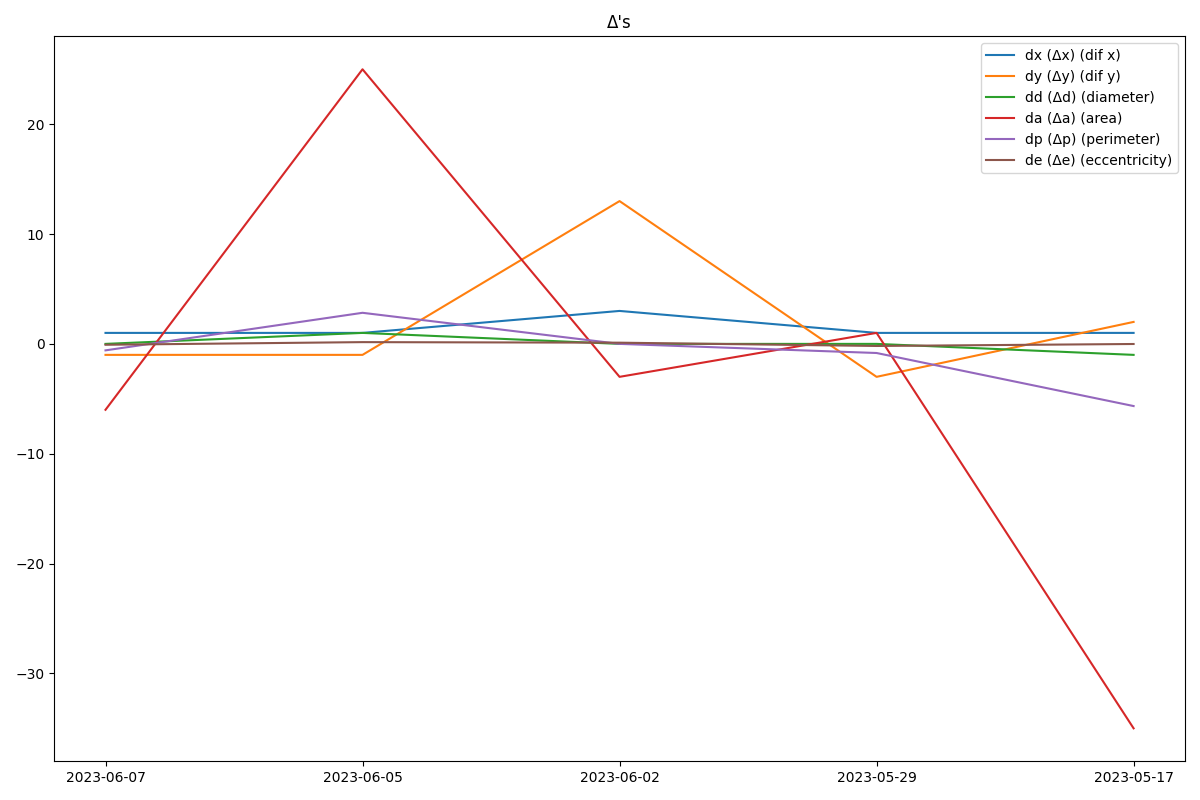 Δ's
dx (Δx) (dif x)
dy (Δy) (dif y)
dd (Δd) (diameter)
da (Δa) (area)
dp (Δp) (perimeter)
de (Δe) (eccentricity)
20
10
0
−10
−20
−30
2023-06-07 2023-06-05 2023-06-02 2023-05-29 2023-05-17